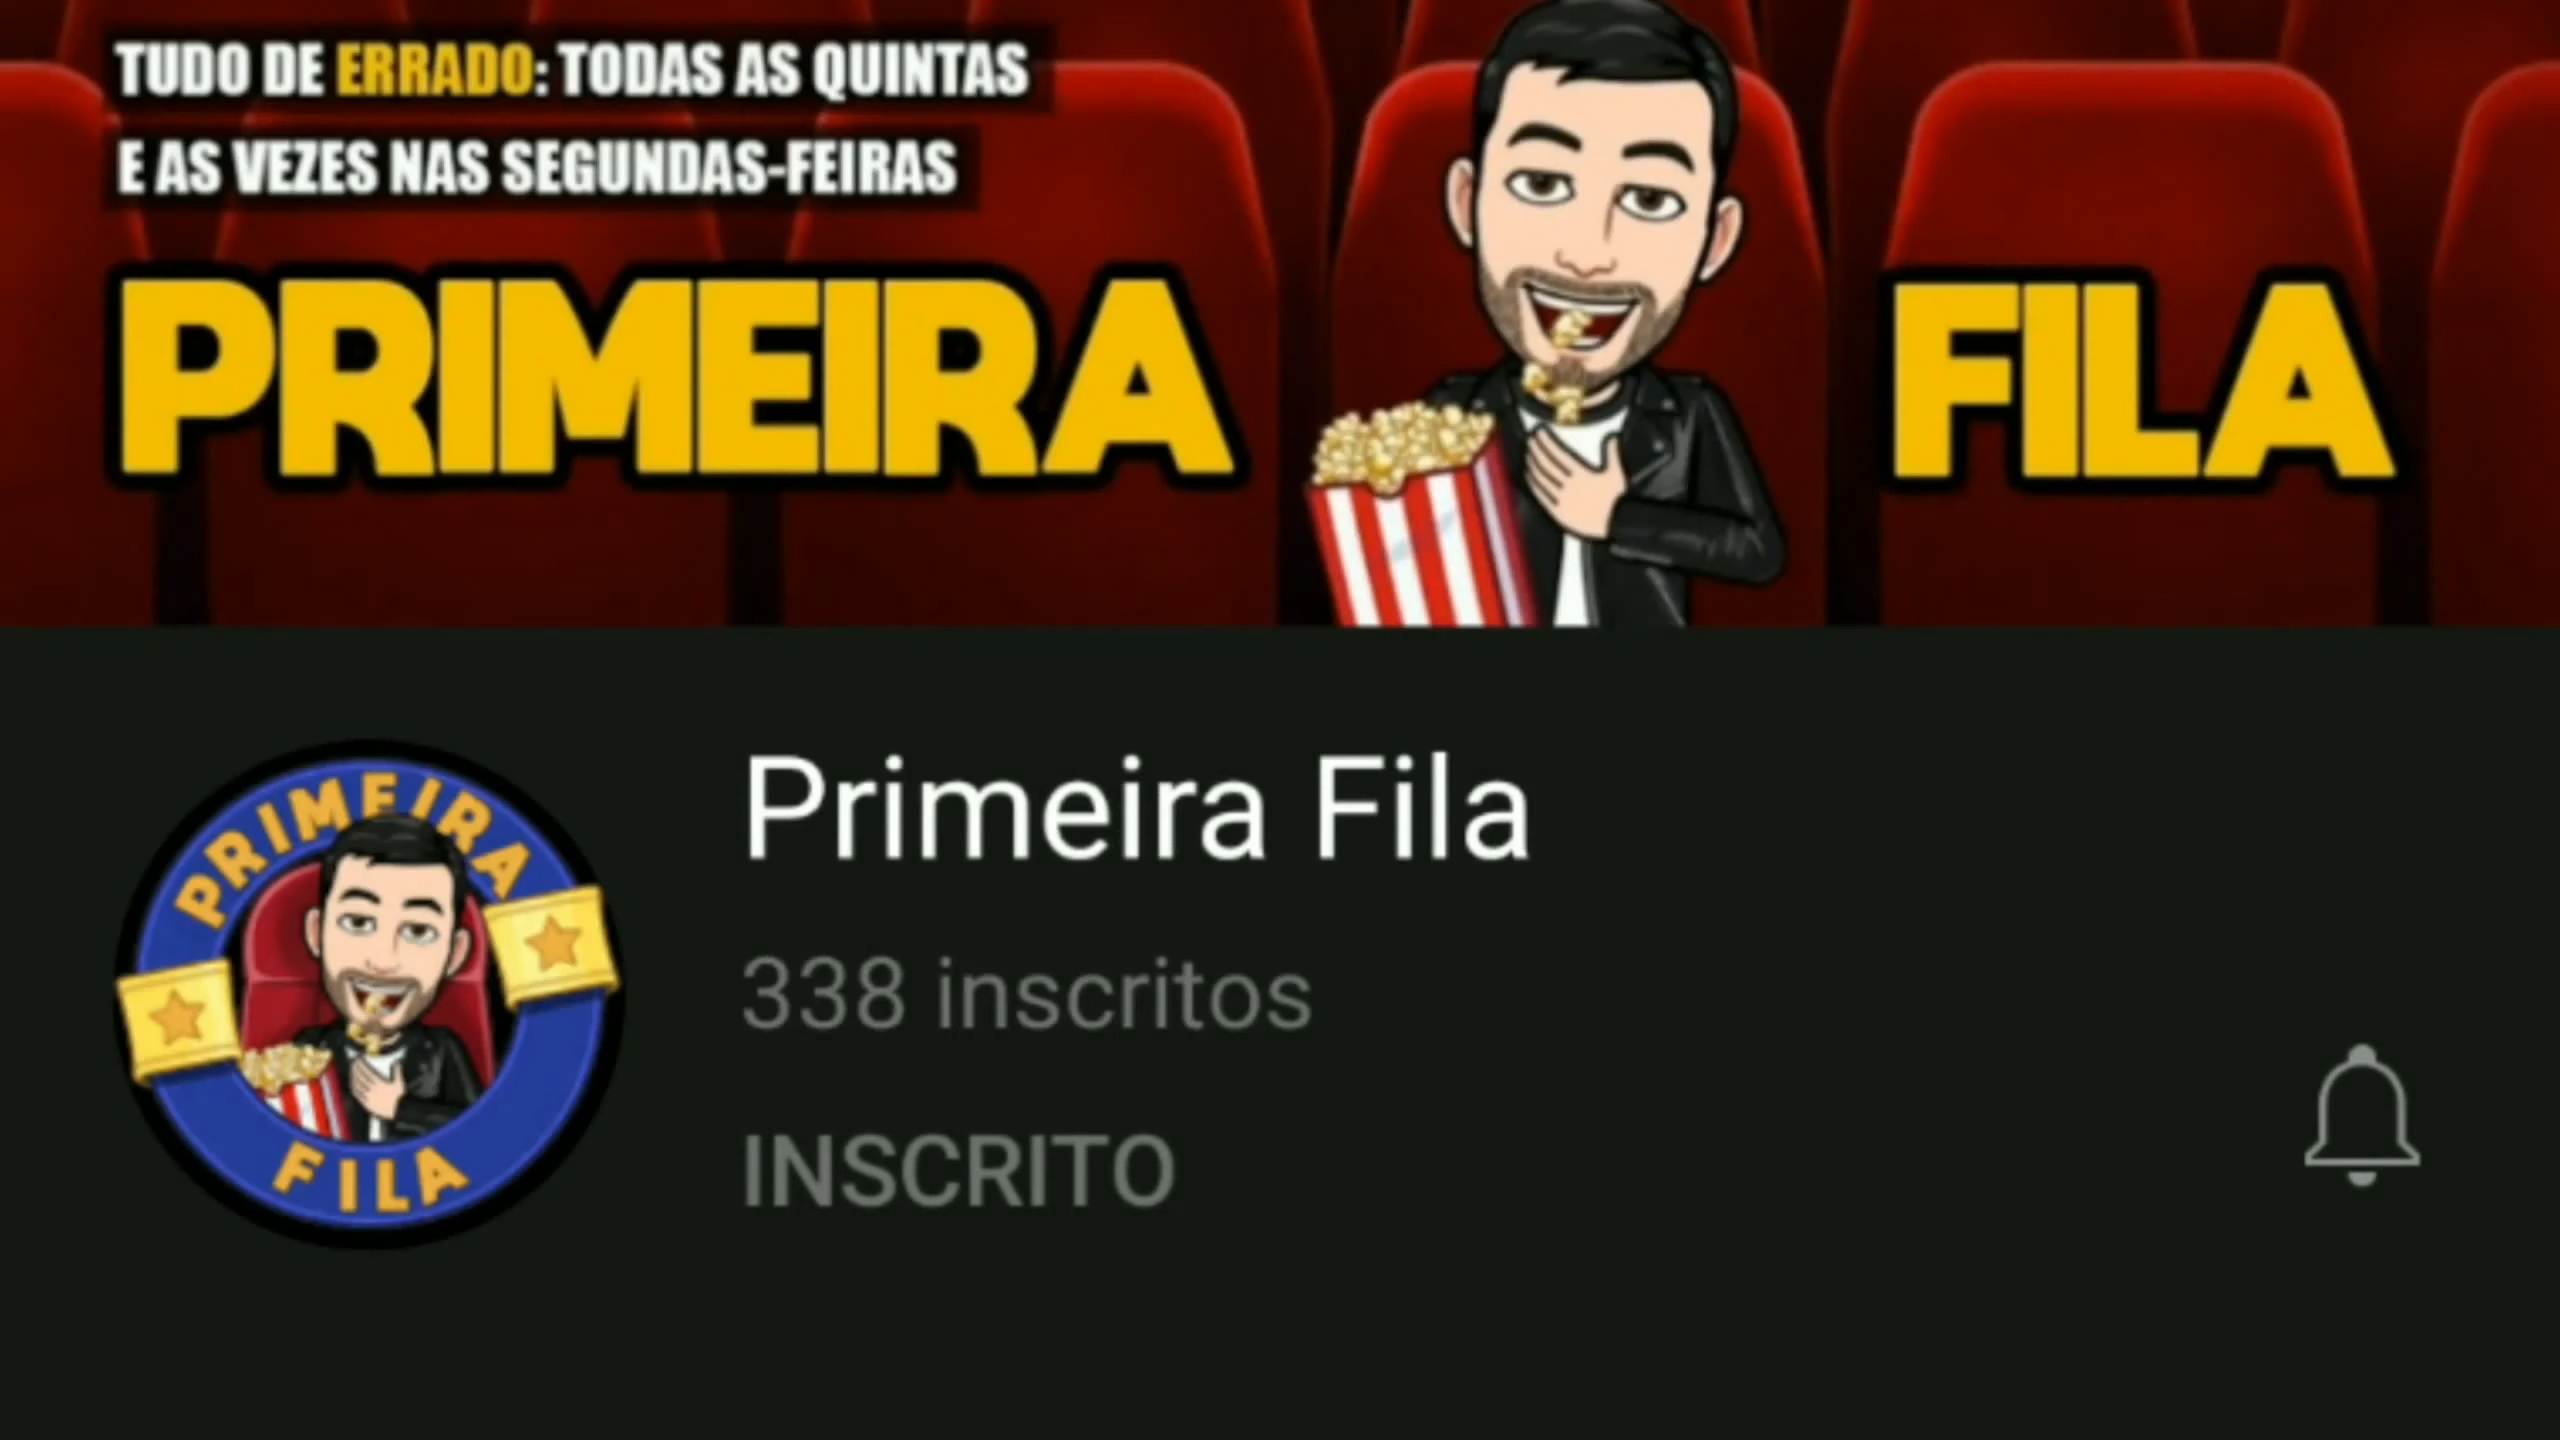 TUDO DE ERRADO: TODAS AS QUINTAS
E AS VEZES NAS SEGUNDAS-FEIRAS
PRIMEIRA FILA
PRIMEIRA
FILA
Primeira Fila
338 inscritos
INSCRITO